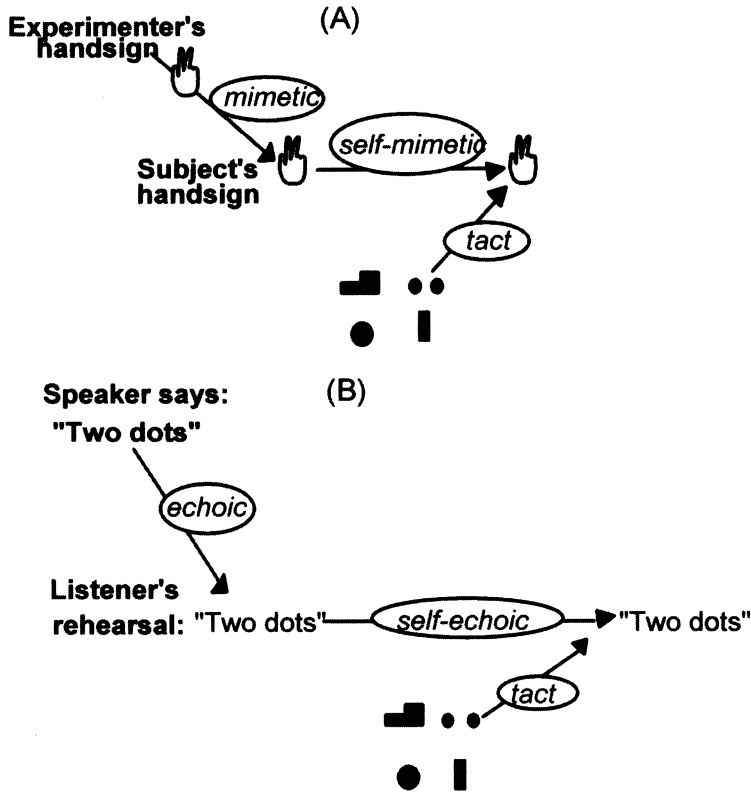 (A)
Experimenter's
handsign
mimetic
self-mimetic
Subject's
handsign
tact
(B)
Speaker says:
"Two dots"
echoic
Listener's
rehearsal: "Two dots" self-echoic "Two dots"
tact